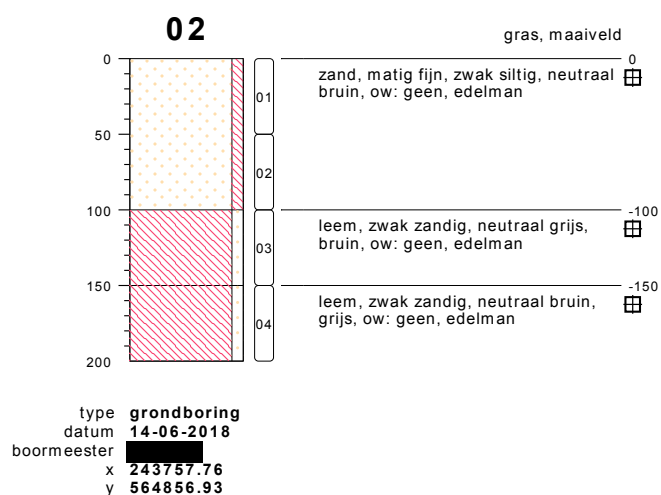 02
gras, maaiveld
0
0
zand, matig fijn, zwak siltig, neutraal
bruin, ow: geen, edelman
01
50
02
100
-100
leem, zwak zandig, neutraal grijs,
bruin, ow: geen, edelman
03
150
-150
leem, zwak zandig, neutraal bruin,
grijs, ow: geen, edelman
04
200
type grondboring
datum 14-06-2018
boormeester
x 243757.76
y 564856.93